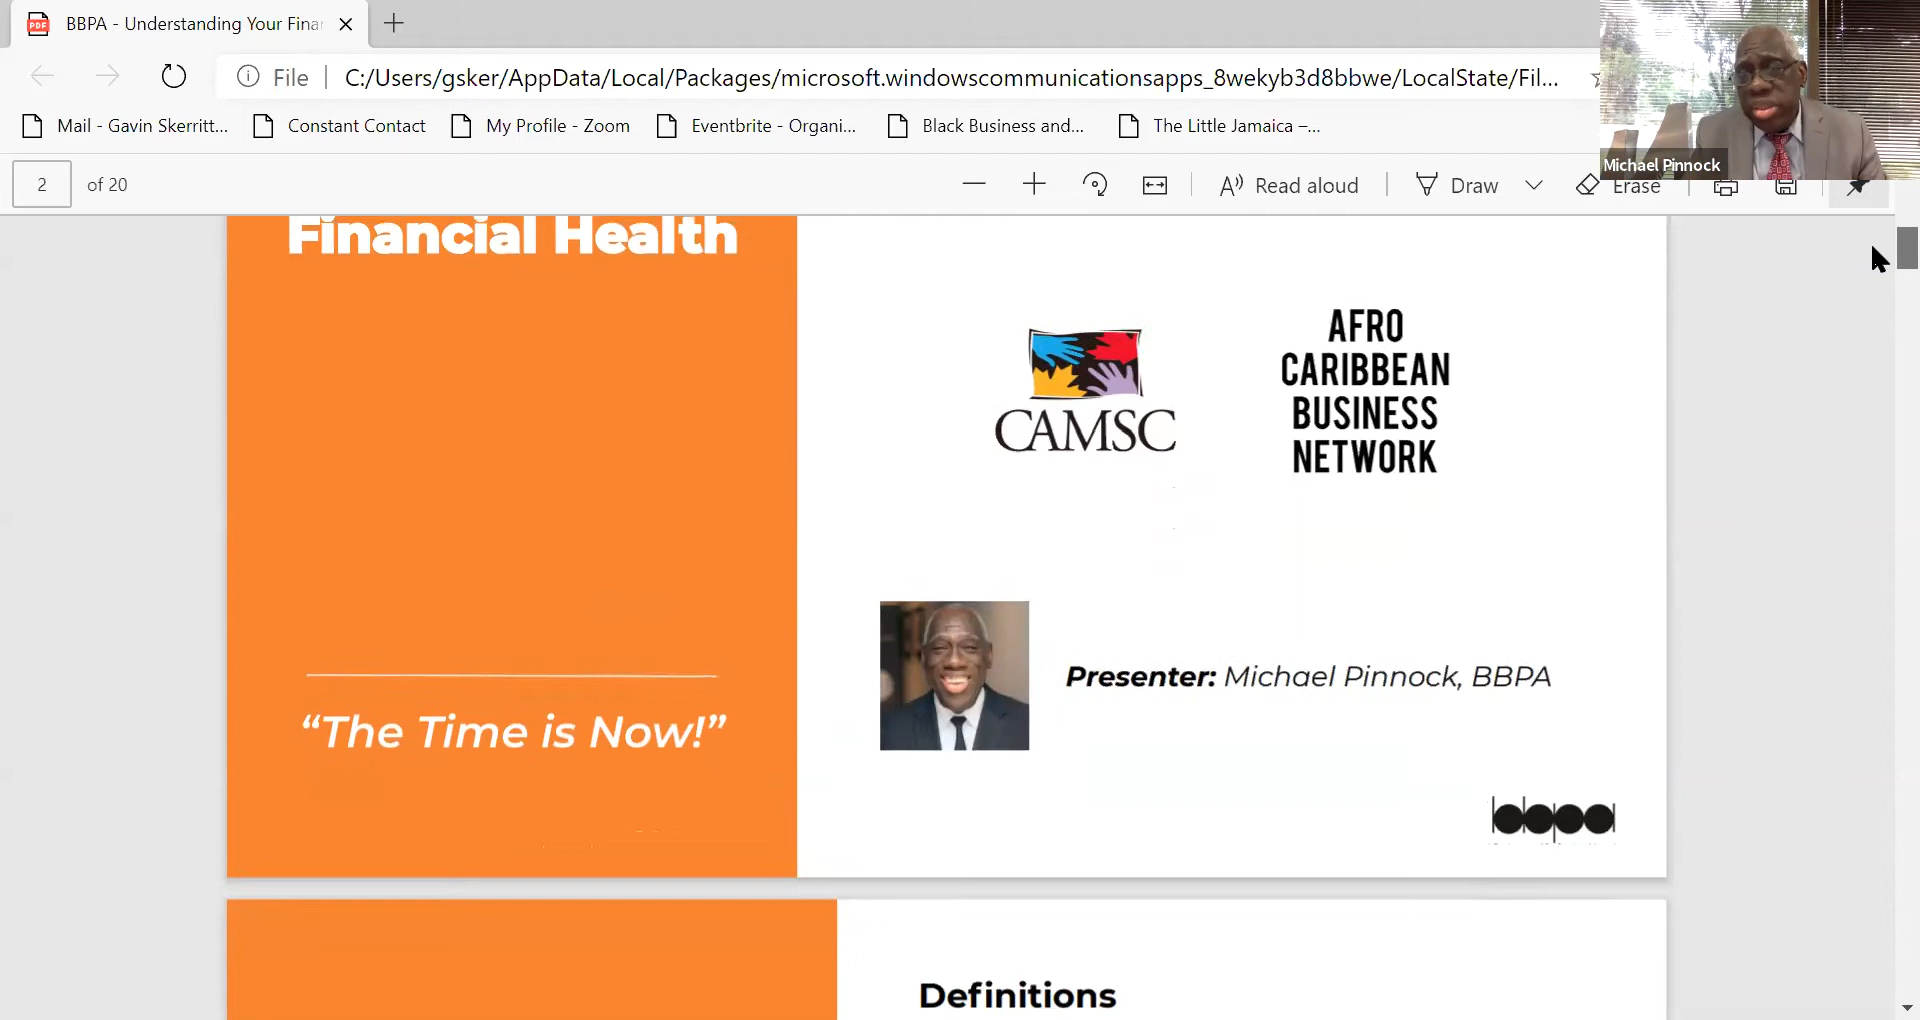 BBPA - Understanding Your Fina
File
C:/Users/gsker/AppData/Local/Packages/microsoft.windowscommunicationsapps_8wekyb3d8bbwe/LocalState/Fil...
Mail - Gavin Skerritt...
Constant Contact
My Profile - Zoom
Eventbrite - Organi...
Black Business and...
The Little Jamaica –...
Michael Pinnock
2
of 20
Read aloud
Draw
Erase
Financial Health
CAMSC
AFRO
CARIBBEAN
BUSINESS
NETWORK
Presenter: Michael Pinnock, BBPA
“The Time is Now!”
bbpa
Definitions